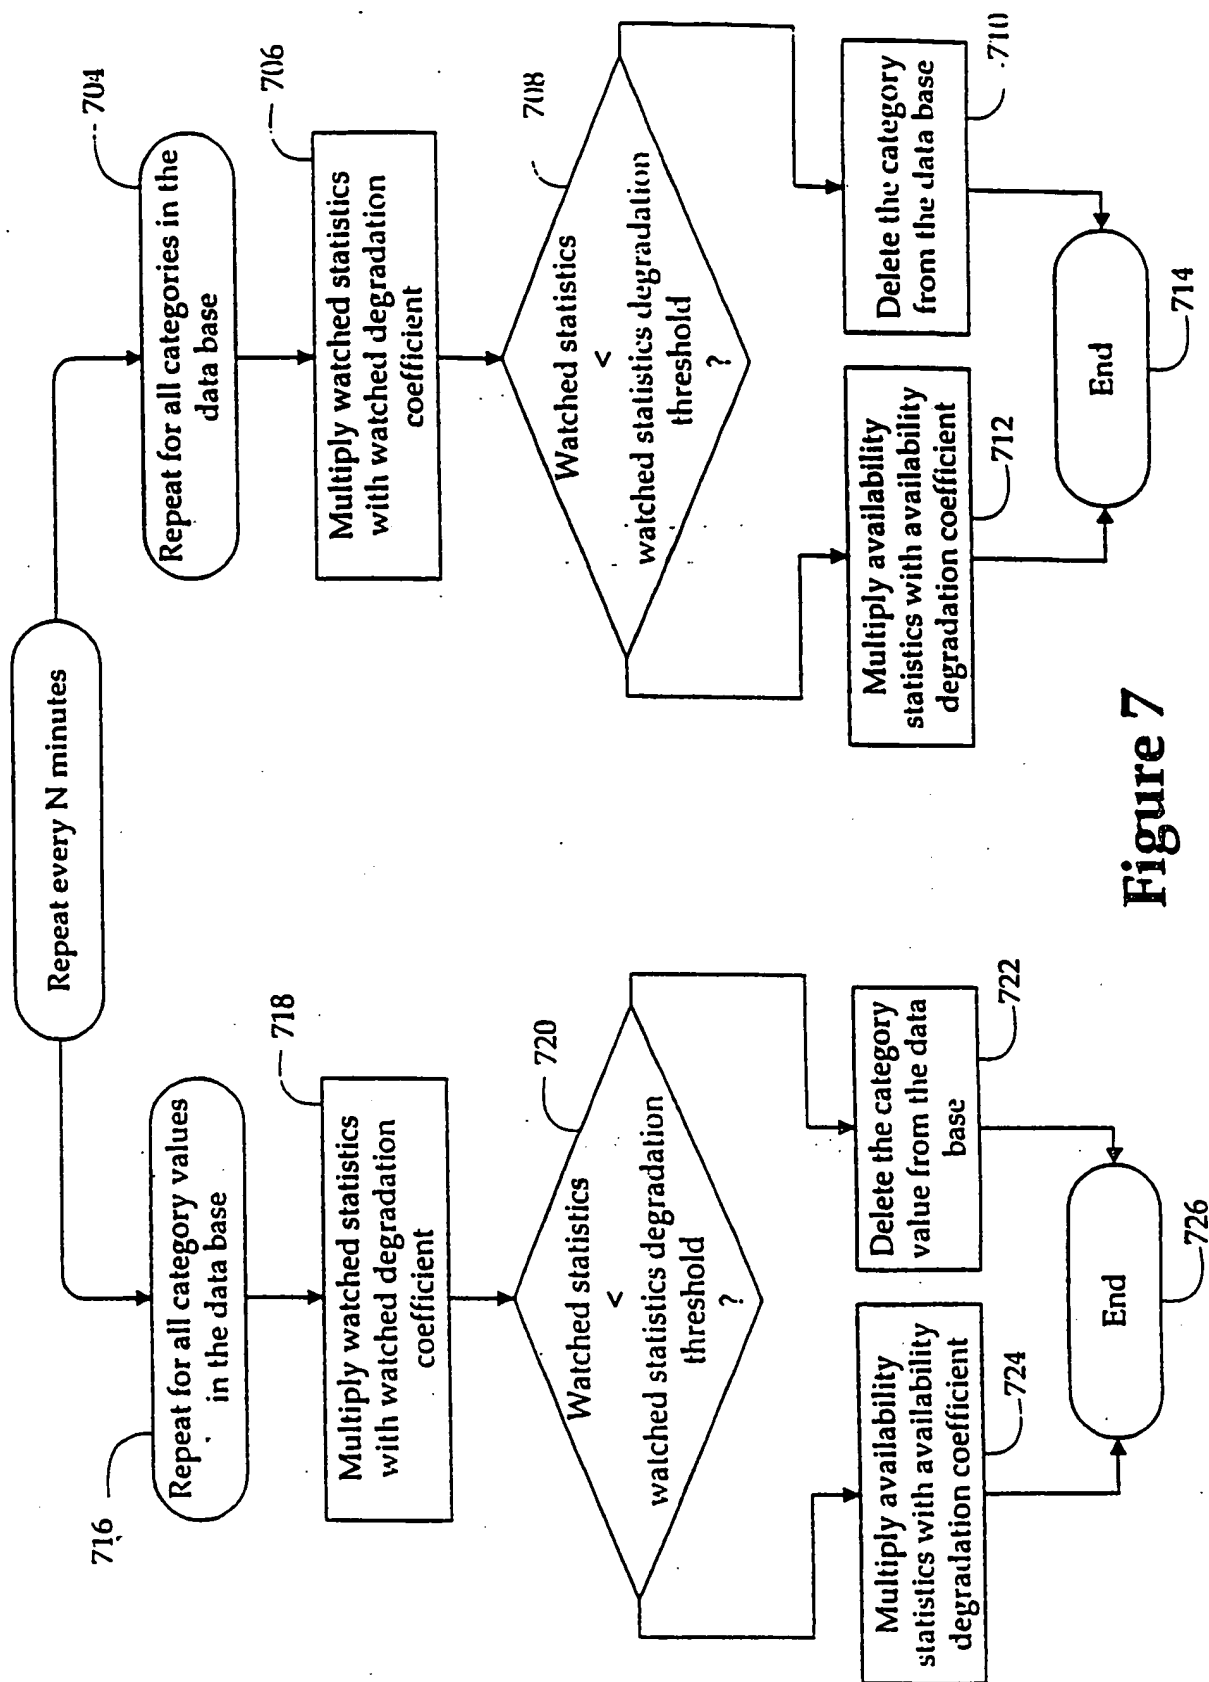 Repeat every N minutes
716
Repeat for all category values
in the data base
718
Multiply watched statistics
with watched degradation
coefficient
720
Watched statistics
<
watched statistics degradation
threshold
?
Multiply availability
statistics with availability
degradation coefficient
724
Delete the category
value from the data
base
722
End
726
704
Repeat for all categories in the
data base
706
Multiply watched statistics
with watched degradation
coefficient
708
Watched statistics
<
watched statistics degradation
threshold
?
Multiply availability
statistics with availability
degradation coefficient
712
Delete the category
from the data base
710
End
714
Figure 7